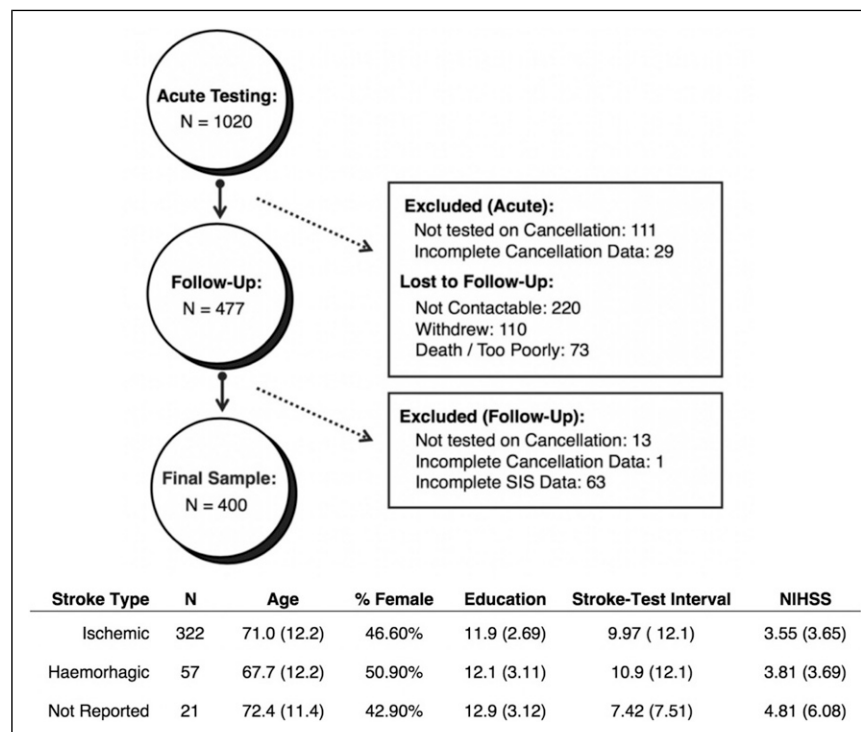 Acute Testing:
N = 1020
Excluded (Acute):
Not tested on Cancellation: 111
Incomplete Cancellation Data: 29
Lost to Follow-Up:
Not Contactable: 220
Withdrew: 110
Death / Too Poorly: 73
Follow-Up:
N = 477
Excluded (Follow-Up):
Not tested on Cancellation: 13
Incomplete Cancellation Data: 1
Incomplete SIS Data: 63
Final Sample:
N = 400
Stroke Type N Age % Female Education Stroke-Test Interval NIHSS
Ischemic 322 71.0 (12.2) 46.60% 11.9 (2.69) 9.97 ( 12.1) 3.55 (3.65)
Haemorhagic 57 67.7 (12.2) 50.90% 12.1 (3.11) 10.9 (12.1) 3.81 (3.69)
Not Reported 21 72.4 (11.4) 42.90% 12.9 (3.12) 7.42 (7.51) 4.81 (6.08)